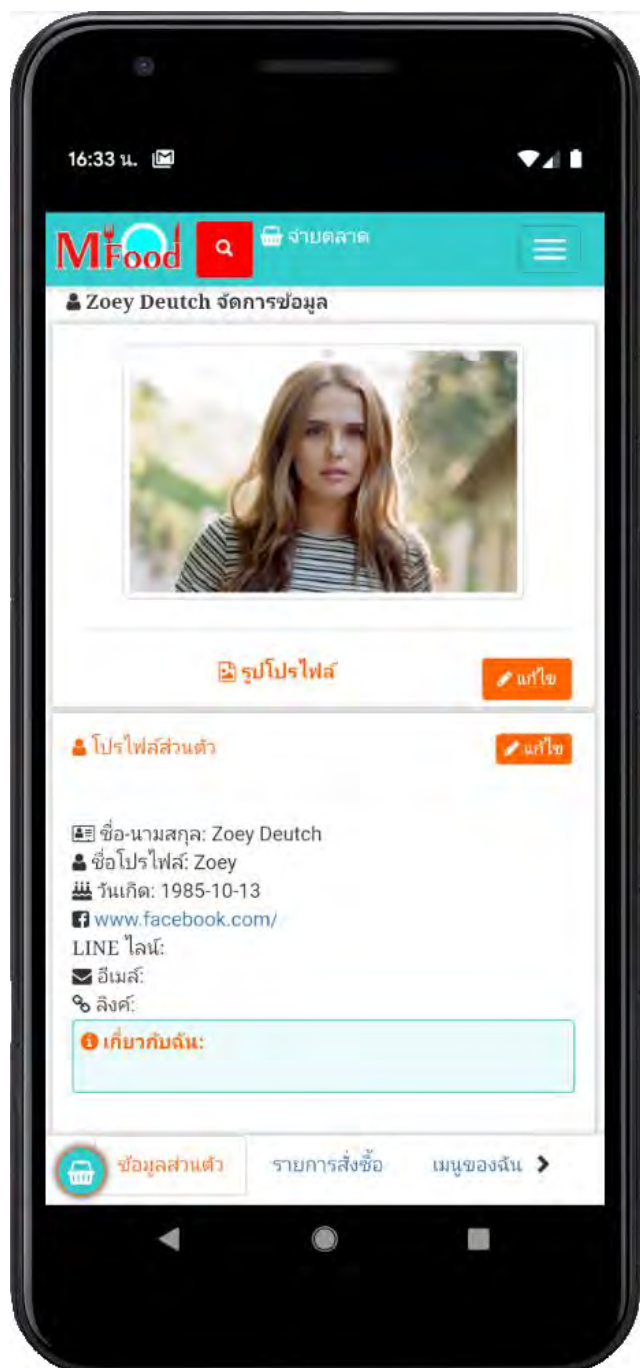 16:33 น.
MFood จ่ายตลาด
Zoey Deutch จัดการข้อมูล
รูปโปรไฟล์ แก้ไข
โปรไฟล์ส่วนตัว แก้ไข
ชื่อ-นามสกุล: Zoey Deutch
ชื่อโปรไฟล์: Zoey
วันเกิด: 1985-10-13
www.facebook.com/
LINE ไลน์:
อีเมล์:
ลิงค์:
เกี่ยวกับฉัน:
ข้อมูลส่วนตัว รายการสั่งซื้อ เมนูของฉัน